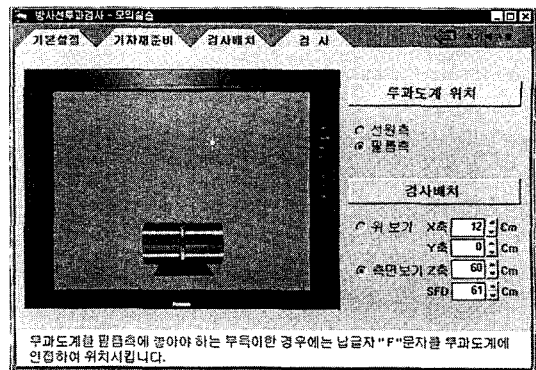 방사선투과검사 - 모의실습
기본설정 기자재준비 검사배치 검 사
투과도계 위치
선원측
필름측
검사배치
위 보기 X축 12 Cm
Y축 0 Cm
측면보기 Z축 60 Cm
SFD 61 Cm
투과도계를 필름측에 놓아야 하는 부득이한 경우에는 납글자 "F"문자를 투과도계에
인접하여 위치시킵니다.